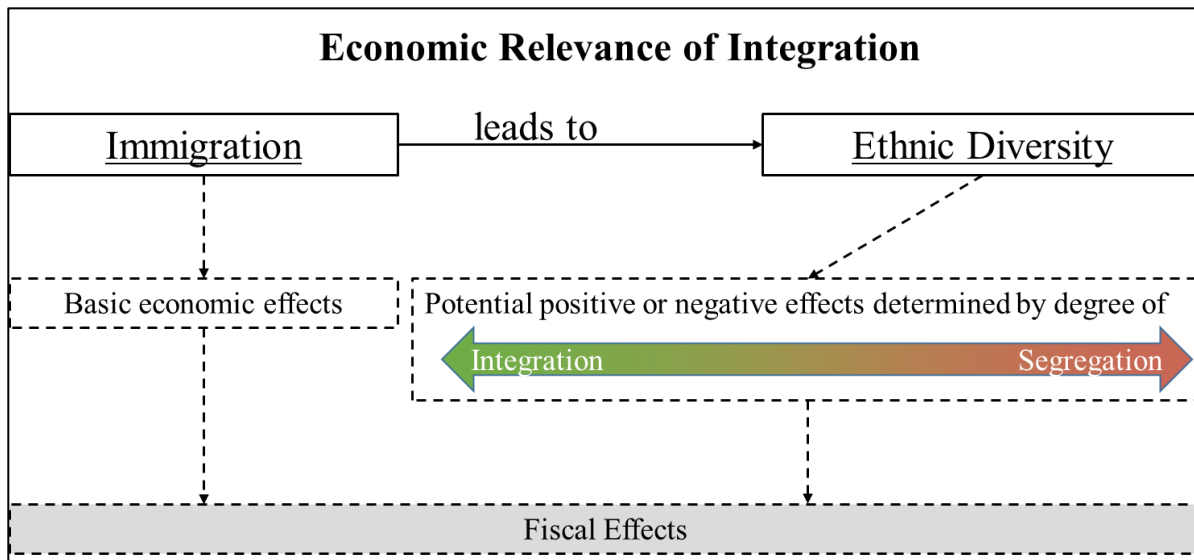 Economic Relevance of Integration
Immigration
leads to
Ethnic Diversity
Basic economic effects
Potential positive or negative effects determined by degree of
Integration
Segregation
Fiscal Effects